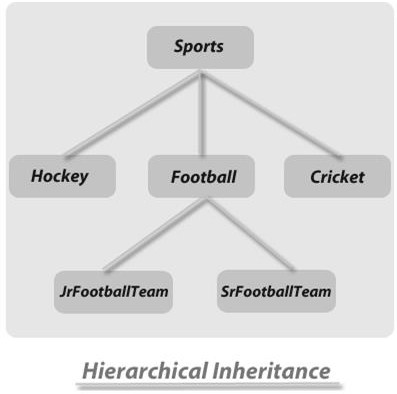 Sports
Hockey Football Cricket
JrFootballTeam SrFootballTeam
Hierarchical Inheritance